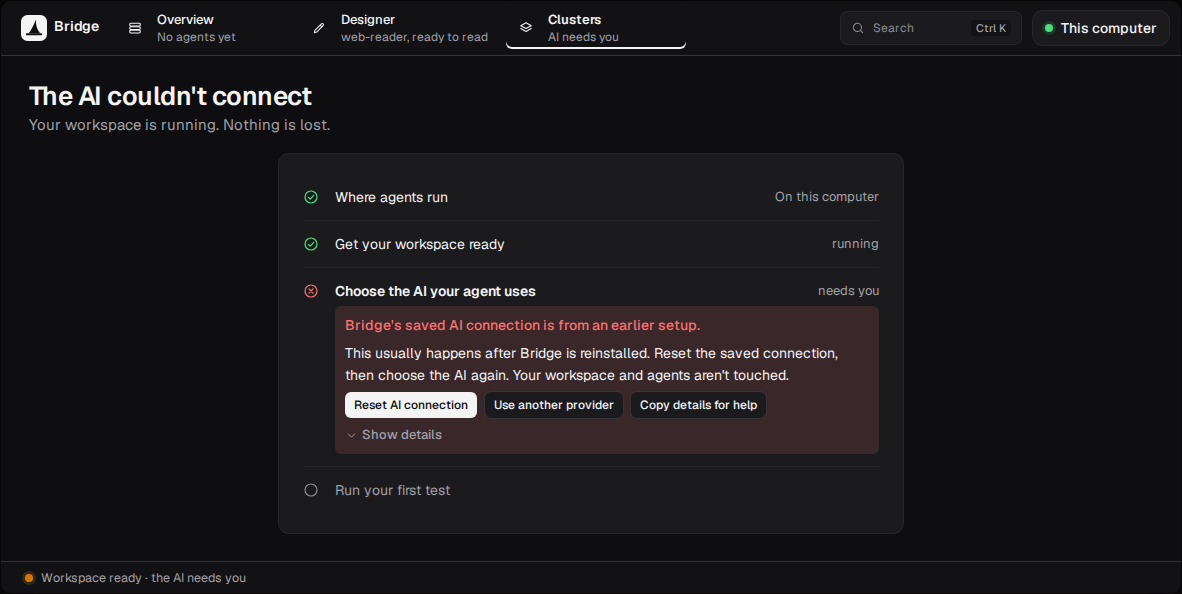 Bridge
Overview
No agents yet
Designer
web-reader, ready to read
Clusters
AI needs you
Search
Ctrl K
This computer
The AI couldn't connect
Your workspace is running. Nothing is lost.
Where agents run
On this computer
Get your workspace ready
running
Choose the AI your agent uses
needs you
Bridge's saved AI connection is from an earlier setup.
This usually happens after Bridge is reinstalled. Reset the saved connection,
then choose the AI again. Your workspace and agents aren't touched.
Reset AI connection
Use another provider
Copy details for help
Show details
Run your first test
Workspace ready · the AI needs you